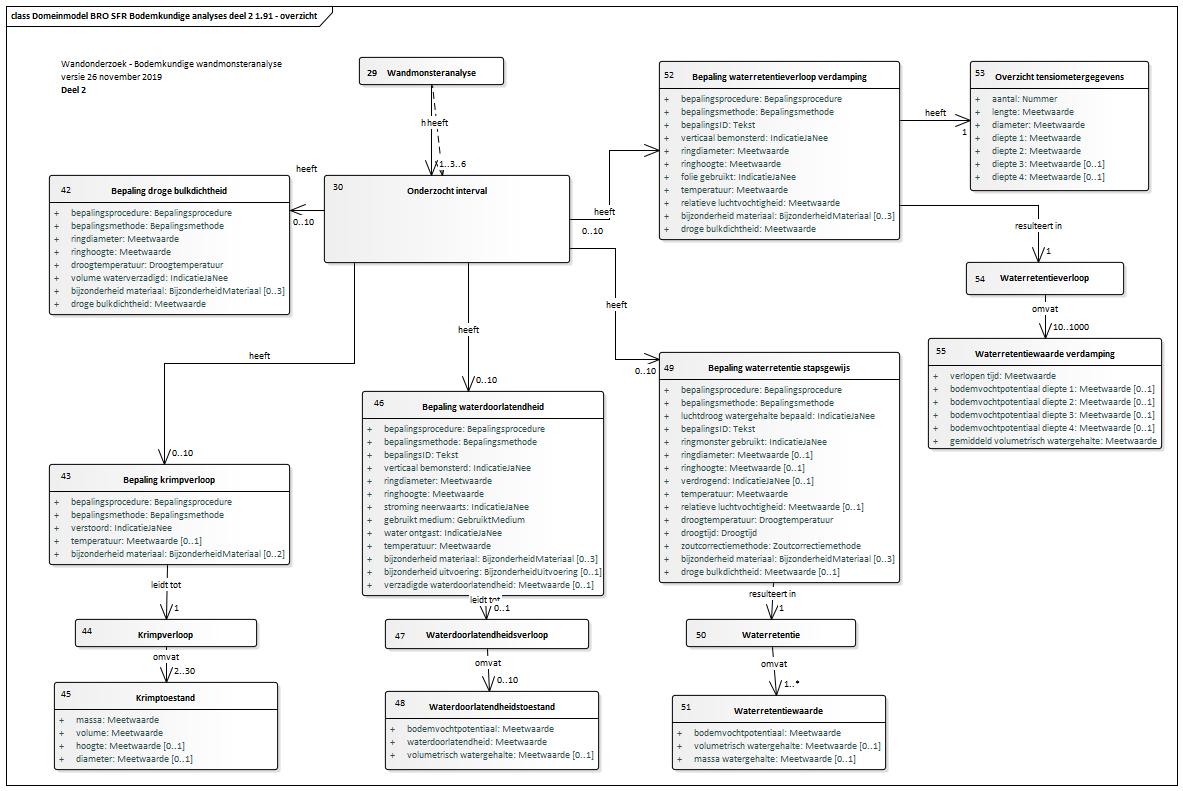 class Domeinmodel BRO SFR Bodemkundige analyses deel 2 1.91 - overzicht
Wandonderzoek - Bodemkundige wandmonsteranalyse
versie 26 november 2019
Deel 2
29 Wandmonsteranalyse
heeft
1..3..6
30 Onderzocht interval
heeft
0..10
42 Bepaling droge bulkdichtheid
+ bepalingsprocedure: Bepalingsprocedure
+ bepalingsmethode: Bepalingsmethode
+ ringdiameter: Meetwaarde
+ ringhoogte: Meetwaarde
+ droogtemperatuur: Droogtemperatuur
+ volume waterverzadigd: IndicatieJaNee
+ bijzonderheid materiaal: BijzonderheidMateriaal [0..3]
+ droge bulkdichtheid: Meetwaarde
heeft
0..10
52 Bepaling waterretentieverloop verdamping
+ bepalingsprocedure: Bepalingsprocedure
+ bepalingsmethode: Bepalingsmethode
+ bepalingsID: Tekst
+ verticaal bemonsterd: IndicatieJaNee
+ ringdiameter: Meetwaarde
+ ringhoogte: Meetwaarde
+ folie gebruikt: IndicatieJaNee
+ temperatuur: Meetwaarde
+ relatieve luchtvochtigheid: Meetwaarde
+ bijzonderheid materiaal: BijzonderheidMateriaal [0..3]
+ droge bulkdichtheid: Meetwaarde
heeft
1
53 Overzicht tensiometergegevens
+ aantal: Nummer
+ lengte: Meetwaarde
+ diameter: Meetwaarde
+ diepte 1: Meetwaarde
+ diepte 2: Meetwaarde
+ diepte 3: Meetwaarde [0..1]
+ diepte 4: Meetwaarde [0..1]
resulteert in
1
54 Waterretentieverloop
omvat
10..1000
55 Waterretentiewaarde verdamping
+ verlopen tijd: Meetwaarde
+ bodemvochtpotentiaal diepte 1: Meetwaarde [0..1]
+ bodemvochtpotentiaal diepte 2: Meetwaarde [0..1]
+ bodemvochtpotentiaal diepte 3: Meetwaarde [0..1]
+ bodemvochtpotentiaal diepte 4: Meetwaarde [0..1]
+ gemiddeld volumetrisch watergehalte: Meetwaarde
heeft
0..10
43 Bepaling krimpverloop
+ bepalingsprocedure: Bepalingsprocedure
+ bepalingsmethode: Bepalingsmethode
+ verstoord: IndicatieJaNee
+ temperatuur: Meetwaarde [0..1]
+ bijzonderheid materiaal: BijzonderheidMateriaal [0..2]
leidt tot
1
44 Krimpverloop
omvat
2..30
45 Krimptoestand
+ massa: Meetwaarde
+ volume: Meetwaarde
+ hoogte: Meetwaarde [0..1]
+ diameter: Meetwaarde [0..1]
heeft
0..10
46 Bepaling waterdoorlatendheid
+ bepalingsprocedure: Bepalingsprocedure
+ bepalingsmethode: Bepalingsmethode
+ bepalingsID: Tekst
+ verticaal bemonsterd: IndicatieJaNee
+ ringdiameter: Meetwaarde
+ ringhoogte: Meetwaarde
+ stroming neerwaarts: IndicatieJaNee
+ gebruikt medium: GebruiktMedium
+ water ontgast: IndicatieJaNee
+ temperatuur: Meetwaarde
+ bijzonderheid materiaal: BijzonderheidMateriaal [0..3]
+ bijzonderheid uitvoering: BijzonderheidUitvoering [0..1]
+ verzadigde waterdoorlatendheid: Meetwaarde [0..1]
leidt tot
0..1
47 Waterdoorlatendheidsverloop
omvat
0..10
48 Waterdoorlatendheidstoestand
+ bodemvochtpotentiaal: Meetwaarde
+ waterdoorlatendheid: Meetwaarde
+ volumetrisch watergehalte: Meetwaarde [0..1]
heeft
0..10
49 Bepaling waterretentie stapsgewijs
+ bepalingsprocedure: Bepalingsprocedure
+ bepalingsmethode: Bepalingsmethode
+ luchtdroog watergehalte bepaald: IndicatieJaNee
+ bepalingsID: Tekst
+ ringmonster gebruikt: IndicatieJaNee
+ ringdiameter: Meetwaarde [0..1]
+ ringhoogte: Meetwaarde [0..1]
+ verdrogend: IndicatieJaNee [0..1]
+ temperatuur: Meetwaarde
+ relatieve luchtvochtigheid: Meetwaarde [0..1]
+ droogtemperatuur: Droogtemperatuur
+ droogtijd: Droogtijd
+ zoutcorrectiemethode: Zoutcorrectiemethode
+ bijzonderheid materiaal: BijzonderheidMateriaal [0..3]
+ droge bulkdichtheid: Meetwaarde [0..1]
resulteert in
1
50 Waterretentie
omvat
1..*
51 Waterretentiewaarde
+ bodemvochtpotentiaal: Meetwaarde
+ volumetrisch watergehalte: Meetwaarde [0..1]
+ massa watergehalte: Meetwaarde [0..1]